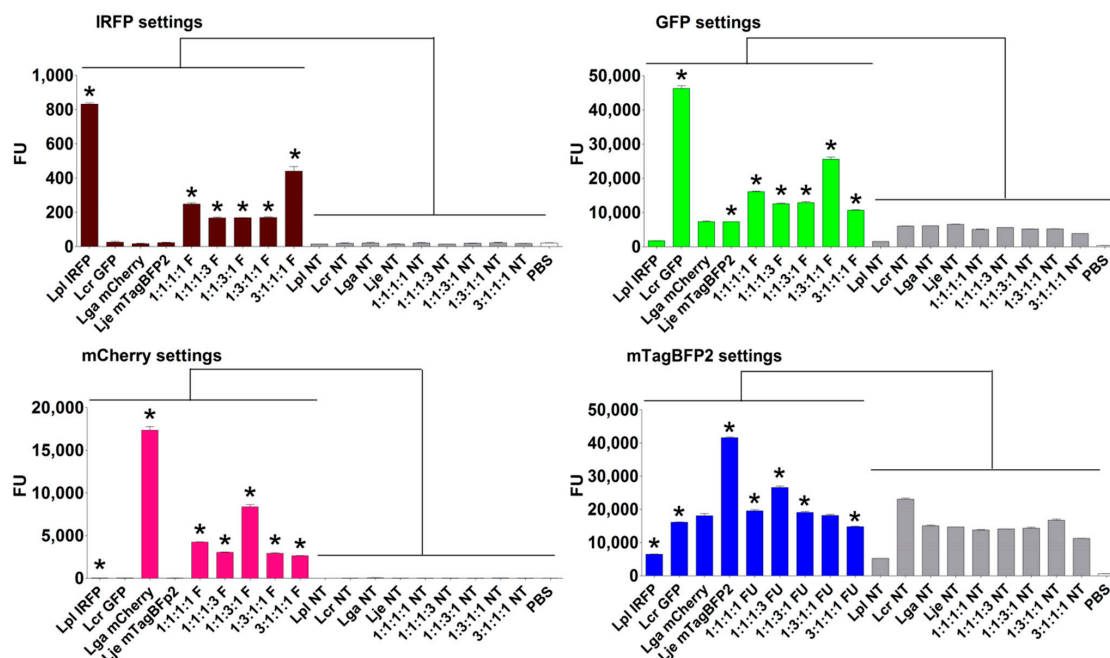 IRFP settings
FU
1,000
800
600
400
200
0
* * * * * *
Lpl IRFP
Lcr GFP
Lga mCherry
Lje mTagBFP2
1:1:1:1 F
1:1:1:3 F
1:1:3:1 F
1:3:1:1 F
3:1:1:1 F
Lpl NT
Lcr NT
Lga NT
Lje NT
1:1:1:1 NT
1:1:1:3 NT
1:1:3:1 NT
1:3:1:1 NT
3:1:1:1 NT
PBS
GFP settings
FU
50,000
40,000
30,000
20,000
10,000
0
* * * * * * *
Lpl IRFP
Lcr GFP
Lga mCherry
Lje mTagBFP2
1:1:1:1 F
1:1:1:3 F
1:1:3:1 F
1:3:1:1 F
3:1:1:1 F
Lpl NT
Lcr NT
Lga NT
Lje NT
1:1:1:1 NT
1:1:1:3 NT
1:1:3:1 NT
1:3:1:1 NT
3:1:1:1 NT
PBS
mCherry settings
FU
20,000
15,000
10,000
5,000
0
* * * * * * *
Lpl IRFP
Lcr GFP
Lga mCherry
Lje mTagBFp2
1:1:1:1 F
1:1:1:3 F
1:1:3:1 F
1:3:1:1 F
3:1:1:1 F
Lpl NT
Lcr NT
Lga NT
Lje NT
1:1:1:1 NT
1:1:1:3 NT
1:1:3:1 NT
1:3:1:1 NT
3:1:1:1 NT
PBS
mTagBFP2 settings
FU
50,000
40,000
30,000
20,000
10,000
0
* * * * * * *
Lpl IRFP
Lcr GFP
Lga mCherry
Lje mTagBFP2
1:1:1:1 FU
1:1:1:3 FU
1:1:3:1 FU
1:3:1:1 FU
3:1:1:1 FU
Lpl NT
Lcr NT
Lga NT
Lje NT
1:1:1:1 NT
1:1:1:3 NT
1:1:3:1 NT
1:3:1:1 NT
3:1:1:1 NT
PBS